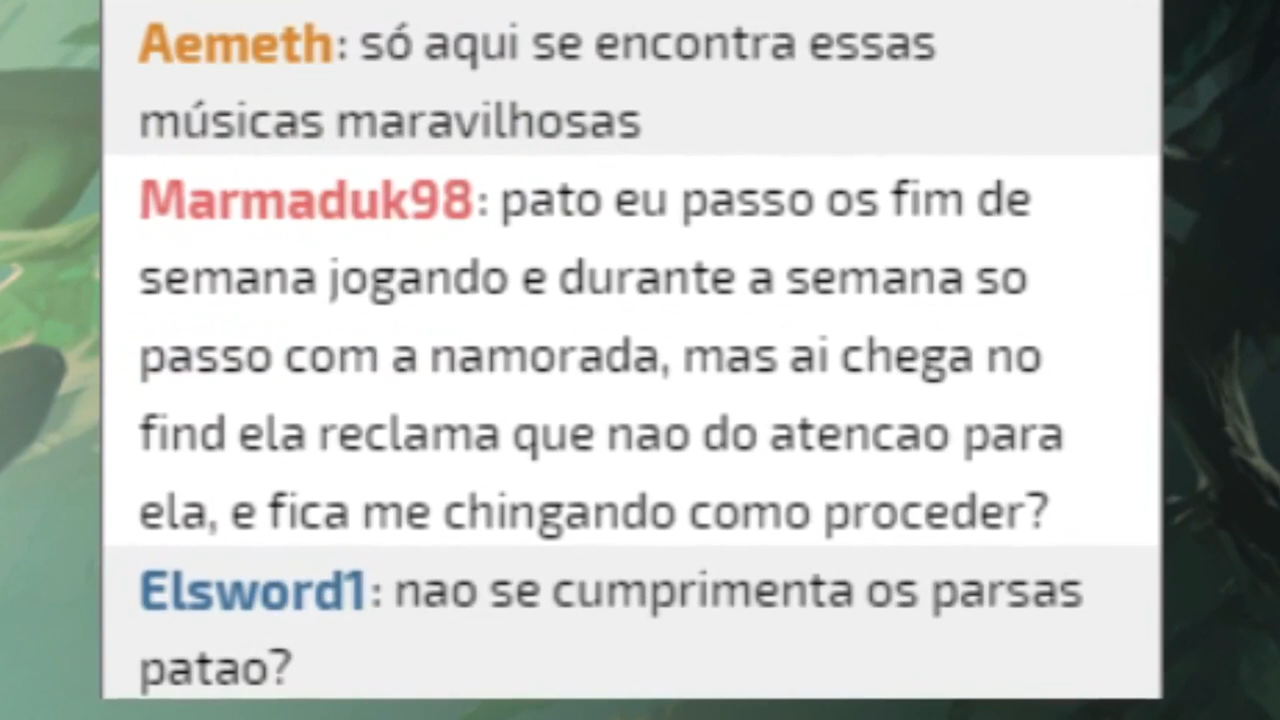 Aemeth: só aqui se encontra essas
músicas maravilhosas
Marmaduk98: pato eu passo os fim de
semana jogando e durante a semana so
passo com a namorada, mas ai chega no
find ela reclama que nao do atencao para
ela, e fica me chingando como proceder?
Elsword1: nao se cumprimenta os parsas
patao?